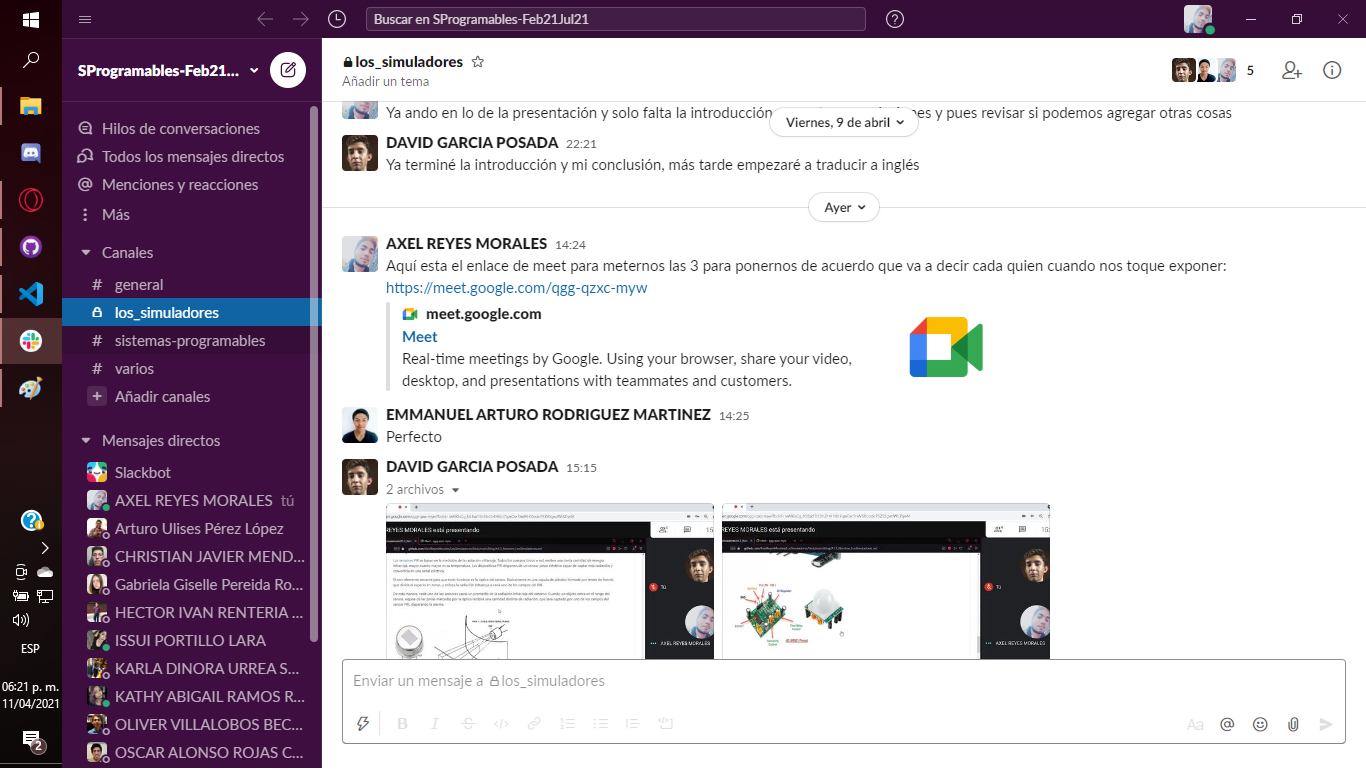 Buscar en SProgramables-Feb21Jul21
SProgramables-Feb21...
Hilos de conversaciones
Todos los mensajes directos
Menciones y reacciones
Más
Canales
# general
los_simuladores
# sistemas-programables
# varios
+ Añadir canales
Mensajes directos
Slackbot
AXEL REYES MORALES tú
Arturo Ulises Pérez López
CHRISTIAN JAVIER MEND...
Gabriela Giselle Pereida Ro...
HECTOR IVAN RENTERIA ...
ISSUI PORTILLO LARA
KARLA DINORA URREA S...
KATHY ABIGAIL RAMOS R...
OLIVER VILLALOBOS BEC...
OSCAR ALONSO ROJAS C...
ESP
06:21 p. m.
11/04/2021
2
los_simuladores
Añadir un tema
5
Ya ando en lo de la presentación y solo falta la introducción
y pues revisar si podemos agregar otras cosas
Viernes, 9 de abril
DAVID GARCIA POSADA 22:21
Ya terminé la introducción y mi conclusión, más tarde empezaré a traducir a inglés
Ayer
AXEL REYES MORALES 14:24
Aquí esta el enlace de meet para meternos las 3 para ponernos de acuerdo que va a decir cada quien cuando nos toque exponer:
https://meet.google.com/qgg-qzxc-myw
meet.google.com
Meet
Real-time meetings by Google. Using your browser, share your video,
desktop, and presentations with teammates and customers.
EMMANUEL ARTURO RODRIGUEZ MARTINEZ 14:25
Perfecto
DAVID GARCIA POSADA 15:15
2 archivos
REYES MORALES está presentando
TÚ
AXEL REYES MORALES
REYES MORALES está presentando
TÚ
AXEL REYES MORALES
Enviar un mensaje a los_simuladores
B I S </>
Aa @